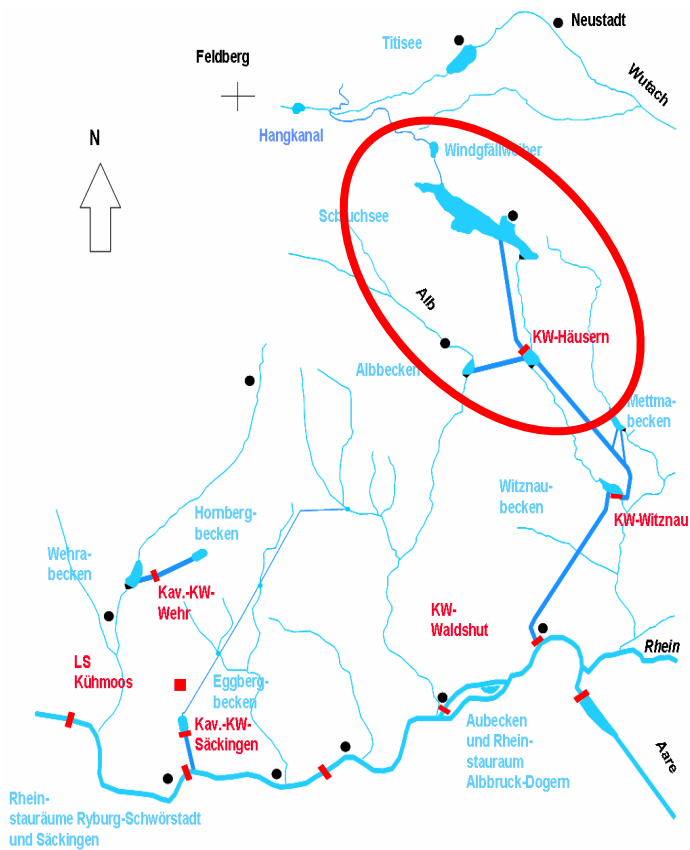 Neustadt
Titisee
Feldberg
Wutach
Hangkanal
N
Windgfällweiher
Schluchsee
Alb
KW-Häusern
Albbecken
Mettma-
becken
Witznau-
becken
KW-Witznau
Hornberg-
becken
Wehra-
becken
Kav.-KW-
Wehr
KW-
Waldshut
Rhein
LS
Kühmoos
Eggberg-
becken
Kav.-KW-
Säckingen
Aubecken
und Rhein-
stauraum
Albbruck-Dogern
Aare
Rhein-
stauräume Ryburg-Schwörstadt
und Säckingen